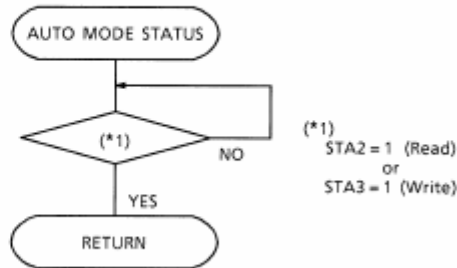 AUTO MODE STATUS
(*1)
NO
YES
RETURN
(*1)
STA2 = 1 (Read)
or
STA3 = 1 (Write)